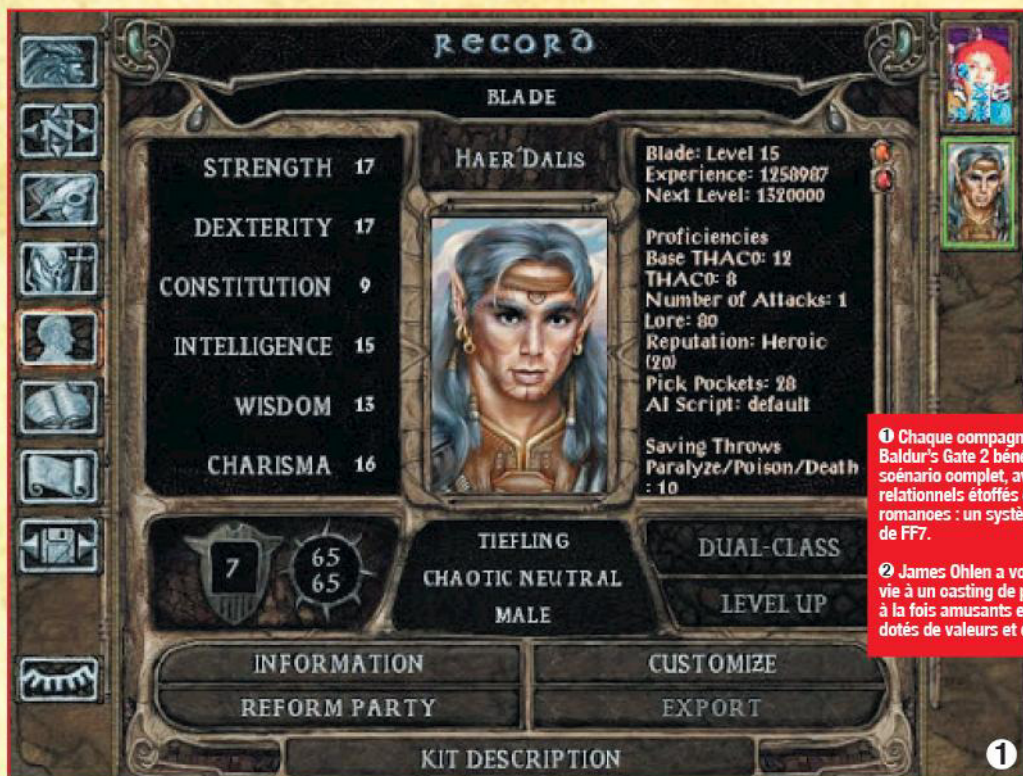 RECORD
BLADE
HAER'DALIS
STRENGTH 17
DEXTERITY 17
CONSTITUTION 9
INTELLIGENCE 15
WISDOM 13
CHARISMA 16
Blade: Level 15
Experience: 1258987
Next Level: 1320000
Proficiencies
Base THAC0: 12
THAC0: 8
Number of Attacks: 1
Lore: 80
Reputation: Heroic
(20)
Pick Pockets: 28
AI Script: default
Saving Throws
Paralyze/Poison/Death
: 10
7
65
65
TIEFLING
CHAOTIC NEUTRAL
MALE
DUAL-CLASS
LEVEL UP
INFORMATION
CUSTOMIZE
REFORM PARTY
EXPORT
KIT DESCRIPTION
❶ Chaque
Baldur's Gate 2
scénario complet,
relationnels étoffés
romances : un
de FF7.
❷ James Ohlen a
vie à un casting de
à la fois amusants
dotés de valeurs et
1